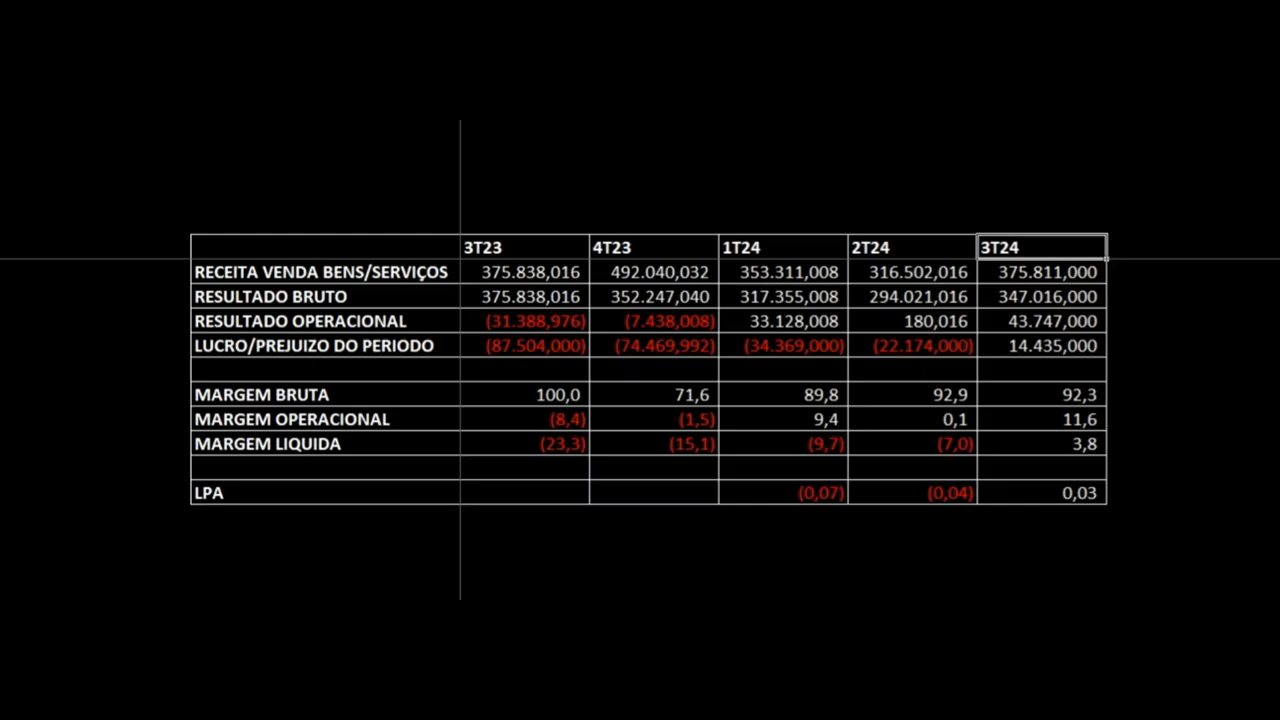 3T23 4T23 1T24 2T24 3T24
RECEITA VENDA BENS/SERVIÇOS 375.838,016 492.040,032 353.311,008 316.502,016 375.811,000
RESULTADO BRUTO 375.838,016 352.247,040 317.355,008 294.021,016 347.016,000
RESULTADO OPERACIONAL (31.388,976) (7.438,008) 33.128,008 180,016 43.747,000
LUCRO/PREJUIZO DO PERIODO (87.504,000) (74.469,992) (34.369,000) (22.174,000) 14.435,000
MARGEM BRUTA 100,0 71,6 89,8 92,9 92,3
MARGEM OPERACIONAL (8,4) (1,5) 9,4 0,1 11,6
MARGEM LIQUIDA (23,3) (15,1) (9,7) (7,0) 3,8
LPA (0,07) (0,04) 0,03